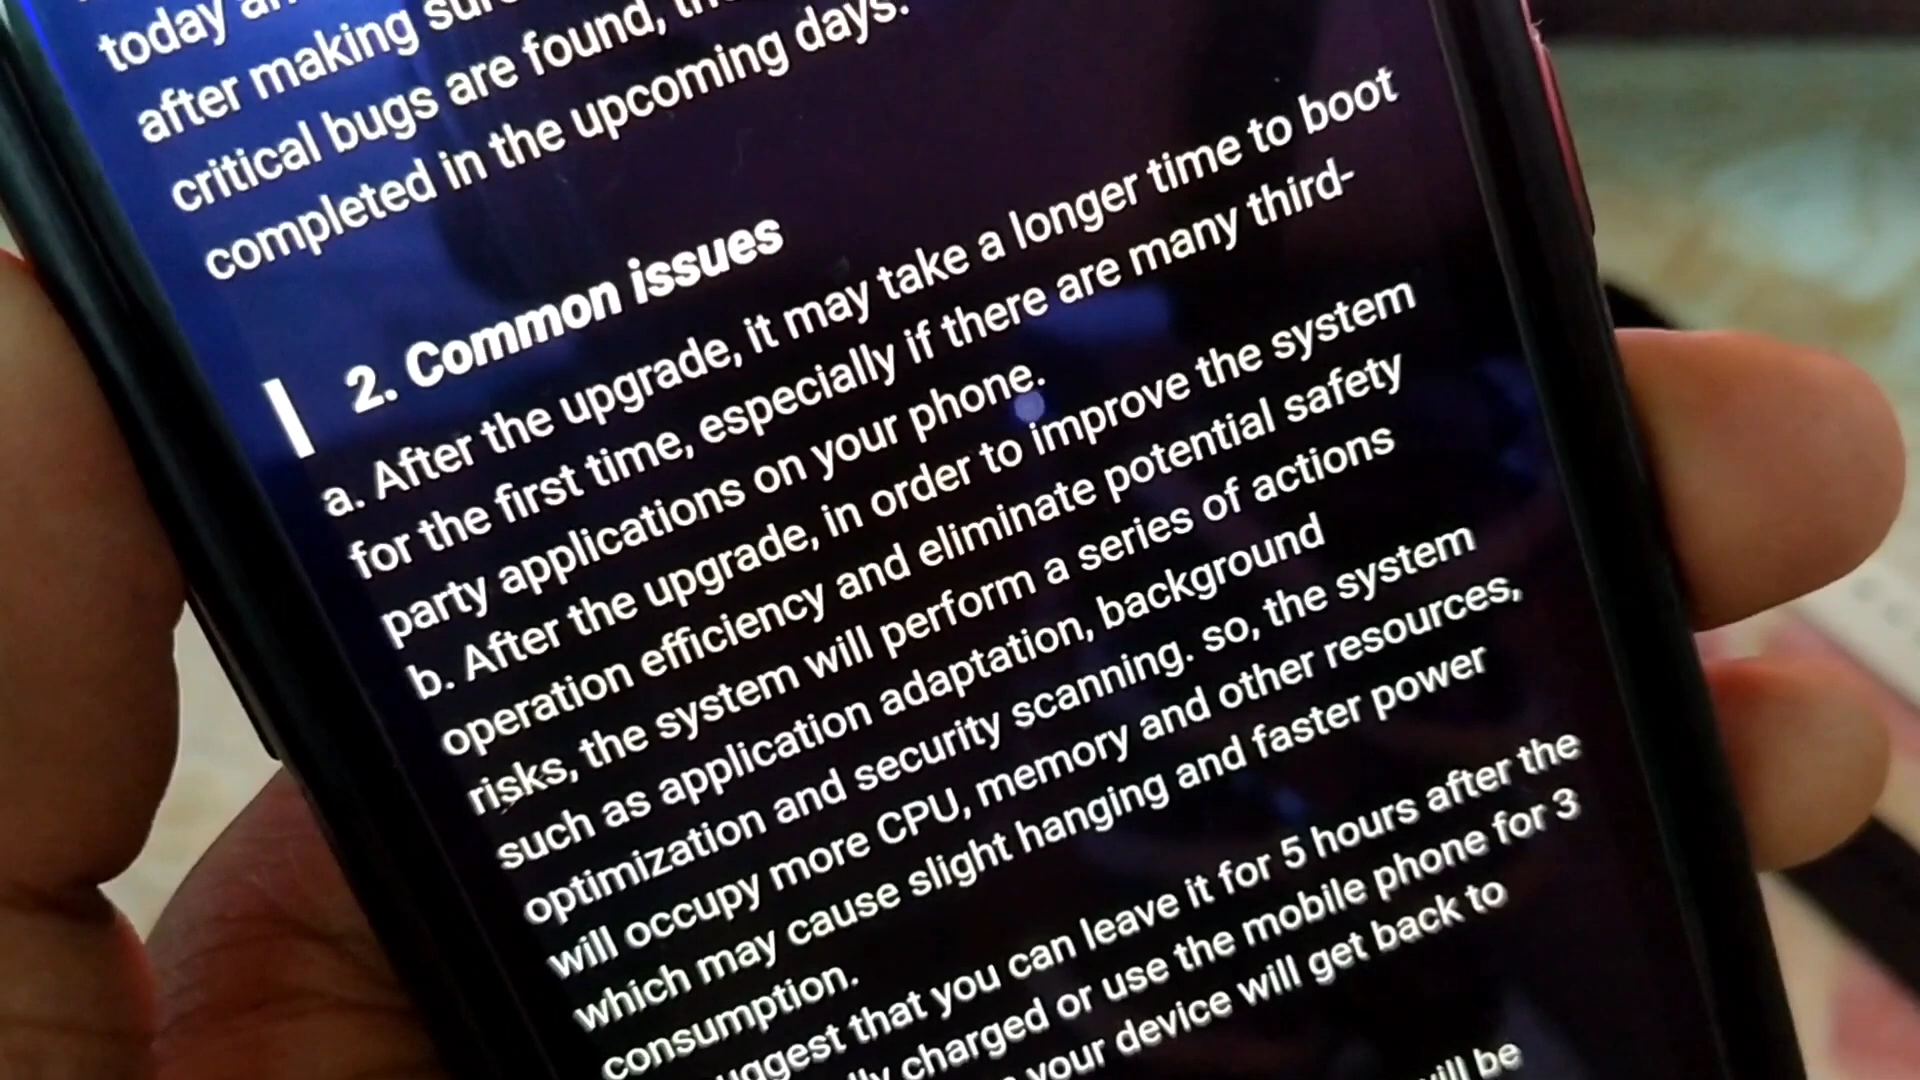 today
after making
critical bugs are found,
completed in the upcoming days.
2. Common issues
a. After the upgrade, it may take a longer time to boot
for the first time, especially if there are many third-
party applications on your phone.
b. After the upgrade, in order to improve the system
operation efficiency and eliminate potential safety
risks, the system will perform a series of actions
such as application adaptation, background
optimization and security scanning. so, the system
will occupy more CPU, memory and other resources,
which may cause slight hanging and faster power
consumption.
that you can leave it for 5 hours after the
charged or use the mobile phone for 3
your device will get back to
be